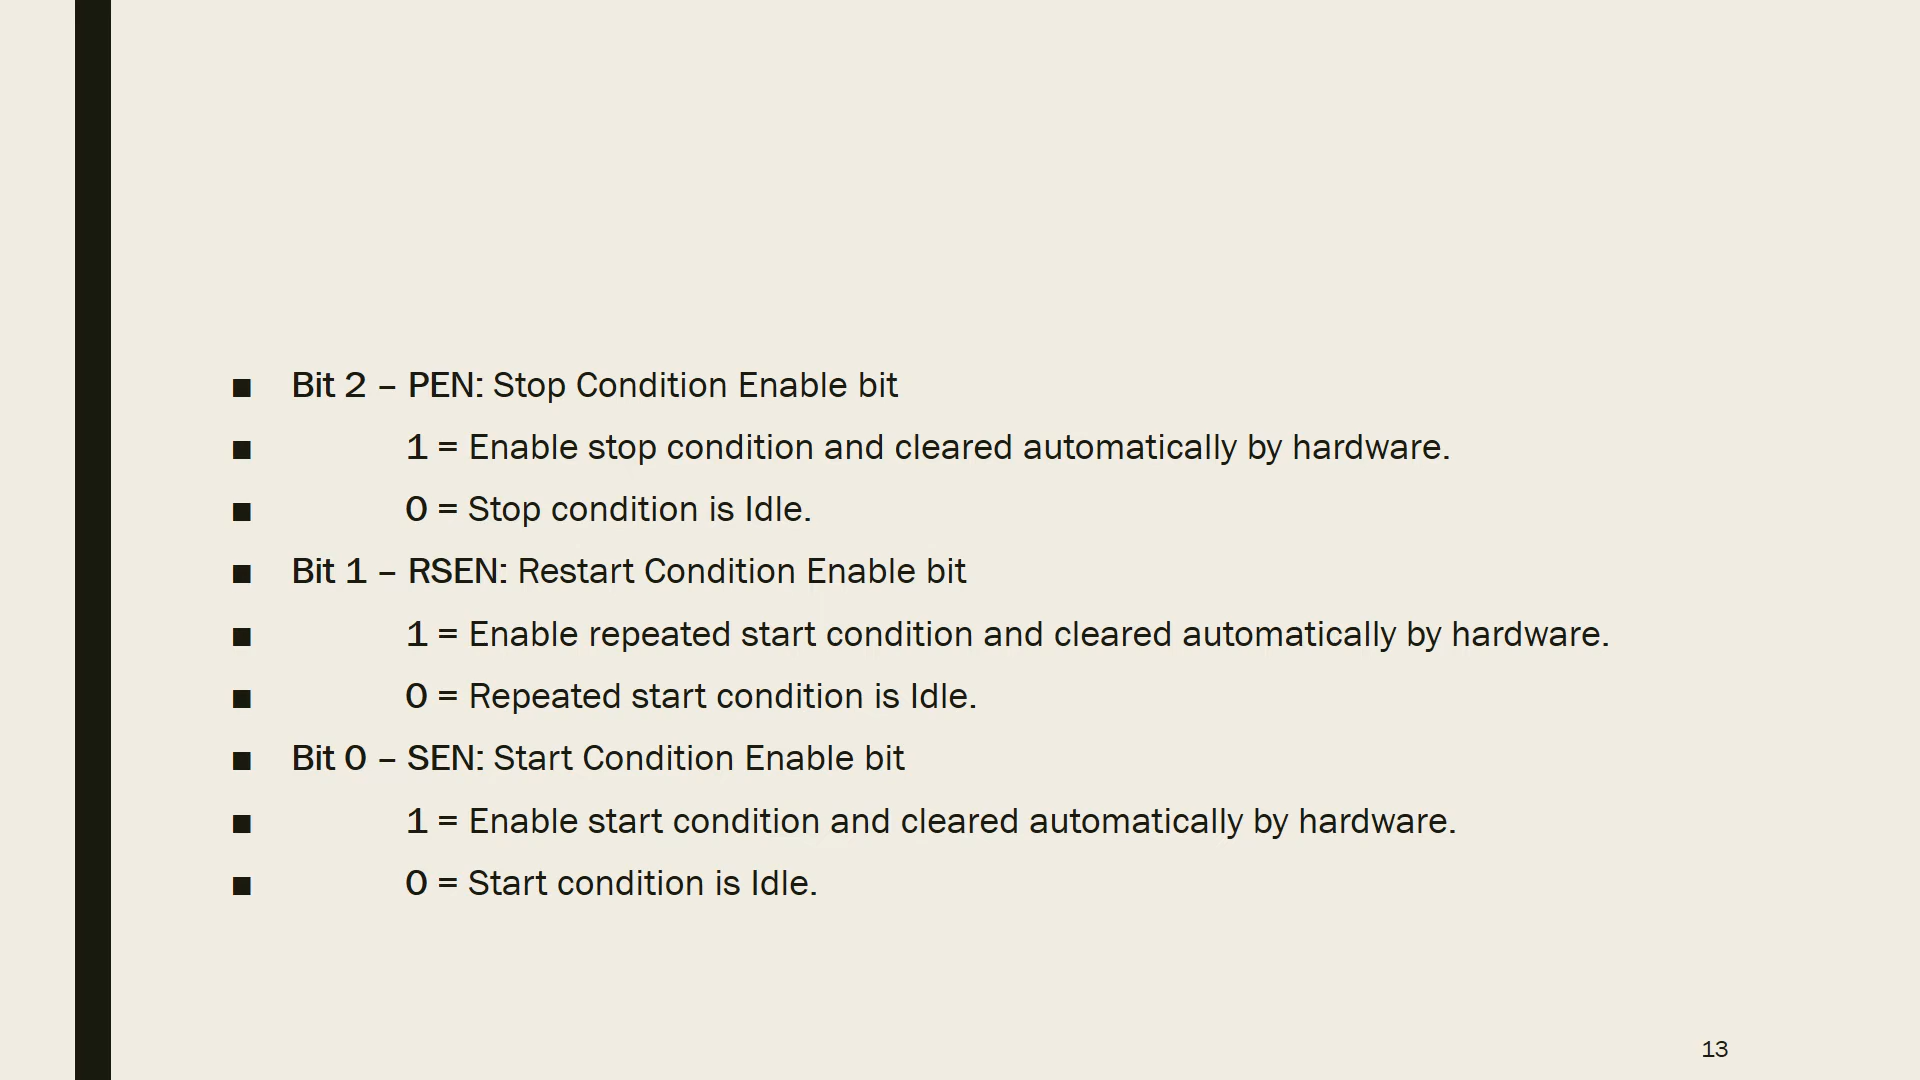 ■ Bit 2 – PEN: Stop Condition Enable bit
■ 1 = Enable stop condition and cleared automatically by hardware.
■ 0 = Stop condition is Idle.
■ Bit 1 – RSEN: Restart Condition Enable bit
■ 1 = Enable repeated start condition and cleared automatically by hardware.
■ 0 = Repeated start condition is Idle.
■ Bit 0 – SEN: Start Condition Enable bit
■ 1 = Enable start condition and cleared automatically by hardware.
■ 0 = Start condition is Idle.
13